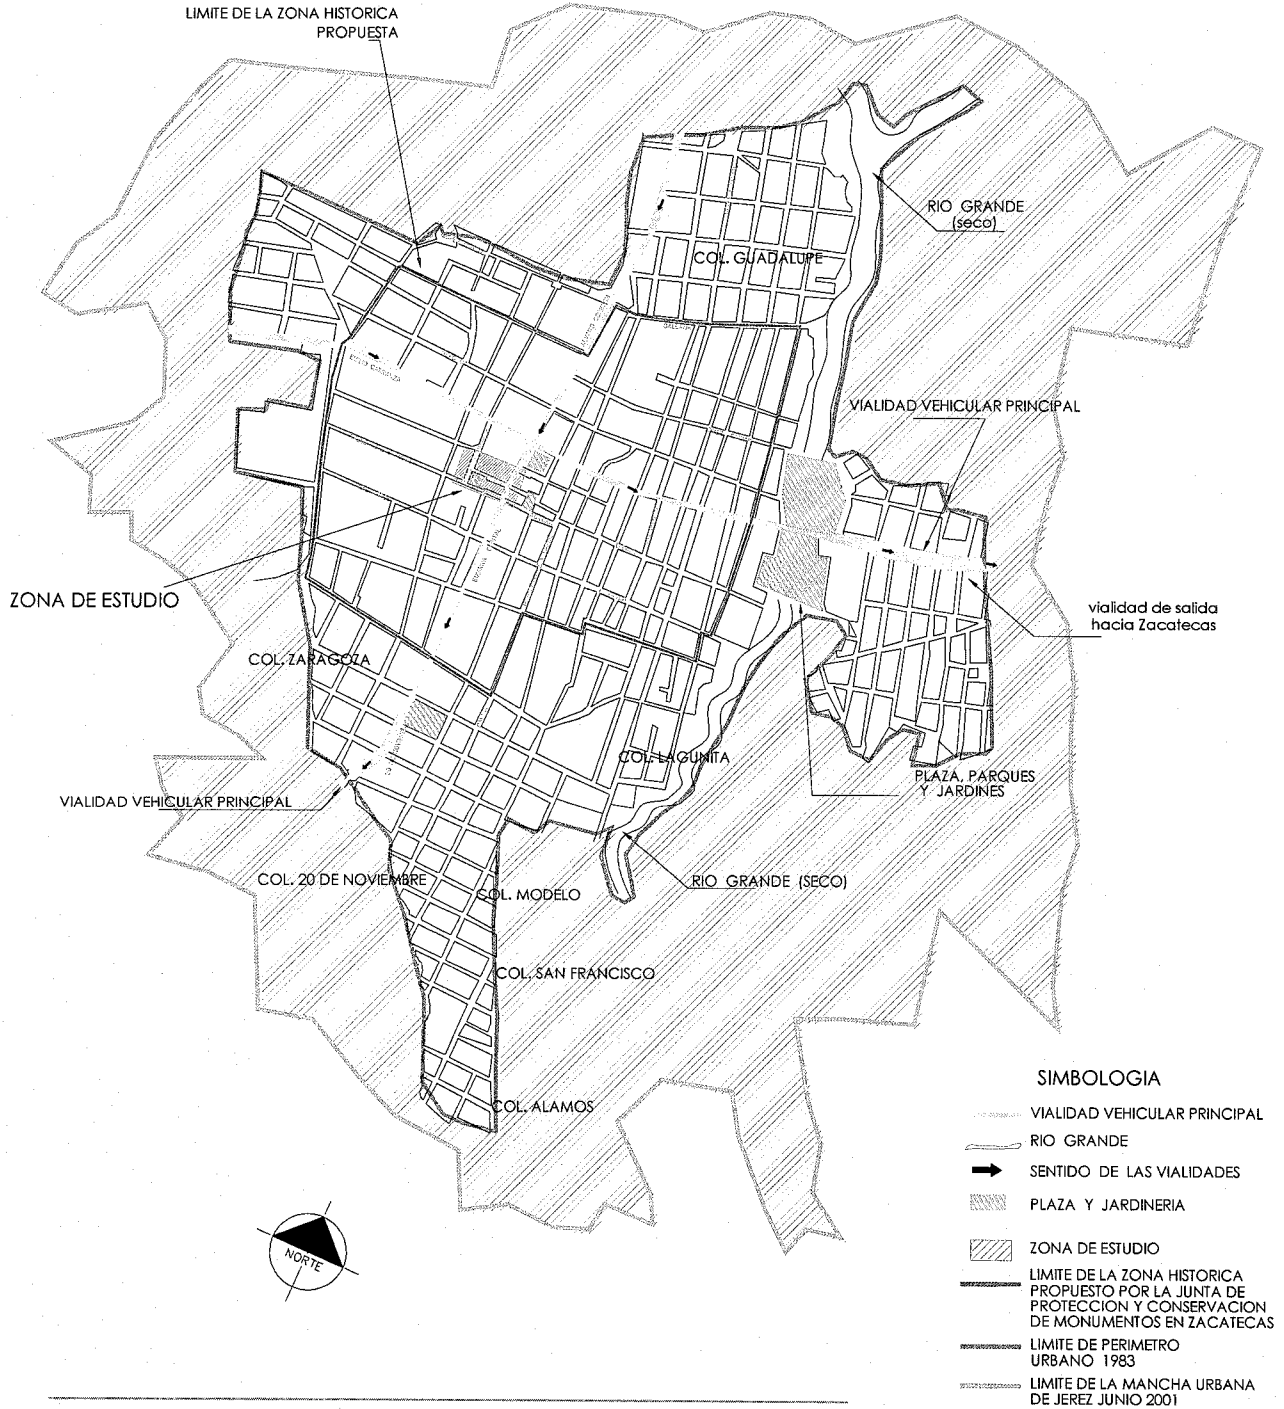 LIMITE DE LA ZONA HISTORICA
PROPUESTA
RIO GRANDE
(seco)
COL. GUADALUPE
VIALIDAD VEHICULAR PRINCIPAL
ZONA DE ESTUDIO
vialidad de salida
hacia Zacatecas
COL. ZARAGOZA
COL. LAGUNITA
PLAZA, PARQUES
Y JARDINES
VIALIDAD VEHICULAR PRINCIPAL
COL. 20 DE NOVIEMBRE
COL. MODELO
RIO GRANDE (SECO)
COL. SAN FRANCISCO
COL. ALAMOS
NORTE
SIMBOLOGIA
VIALIDAD VEHICULAR PRINCIPAL
RIO GRANDE
SENTIDO DE LAS VIALIDADES
PLAZA Y JARDINERIA
ZONA DE ESTUDIO
LIMITE DE LA ZONA HISTORICA
PROPUESTO POR LA JUNTA DE
PROTECCION Y CONSERVACION
DE MONUMENTOS EN ZACATECAS
LIMITE DE PERIMETRO
URBANO 1983
LIMITE DE LA MANCHA URBANA
DE JEREZ JUNIO 2001